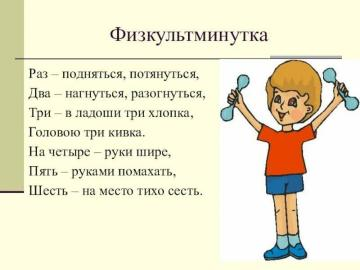 Физкультминутка
Раз – подняться, потянуться,
Два – нагнуться, разогнуться,
Три – в ладоши три хлопка,
Головою три кивка.
На четыре – руки шире,
Пять – руками помахать,
Шесть – на место тихо сесть.